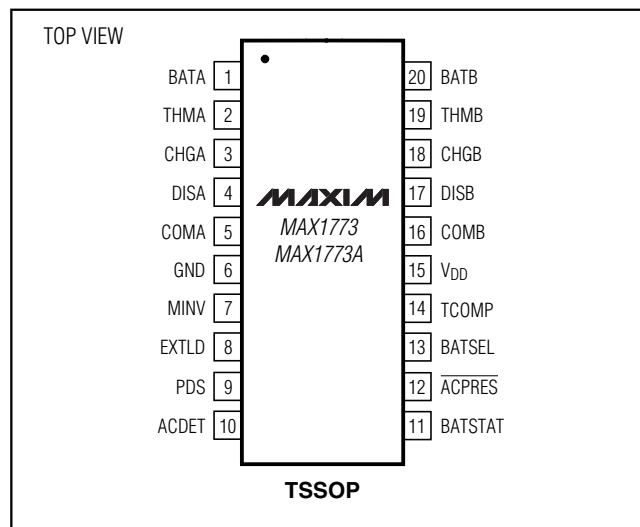 TOP VIEW
BATA 1
THMA 2
CHGA 3
DISA 4
COMA 5
GND 6
MINV 7
EXTLD 8
PDS 9
ACDET 10
MAXIM
MAX1773
MAX1773A
20 BATB
19 THMB
18 CHGB
17 DISB
16 COMB
15 VDD
14 TCOMP
13 BATSEL
12 ACPRES
11 BATSTAT
TSSOP